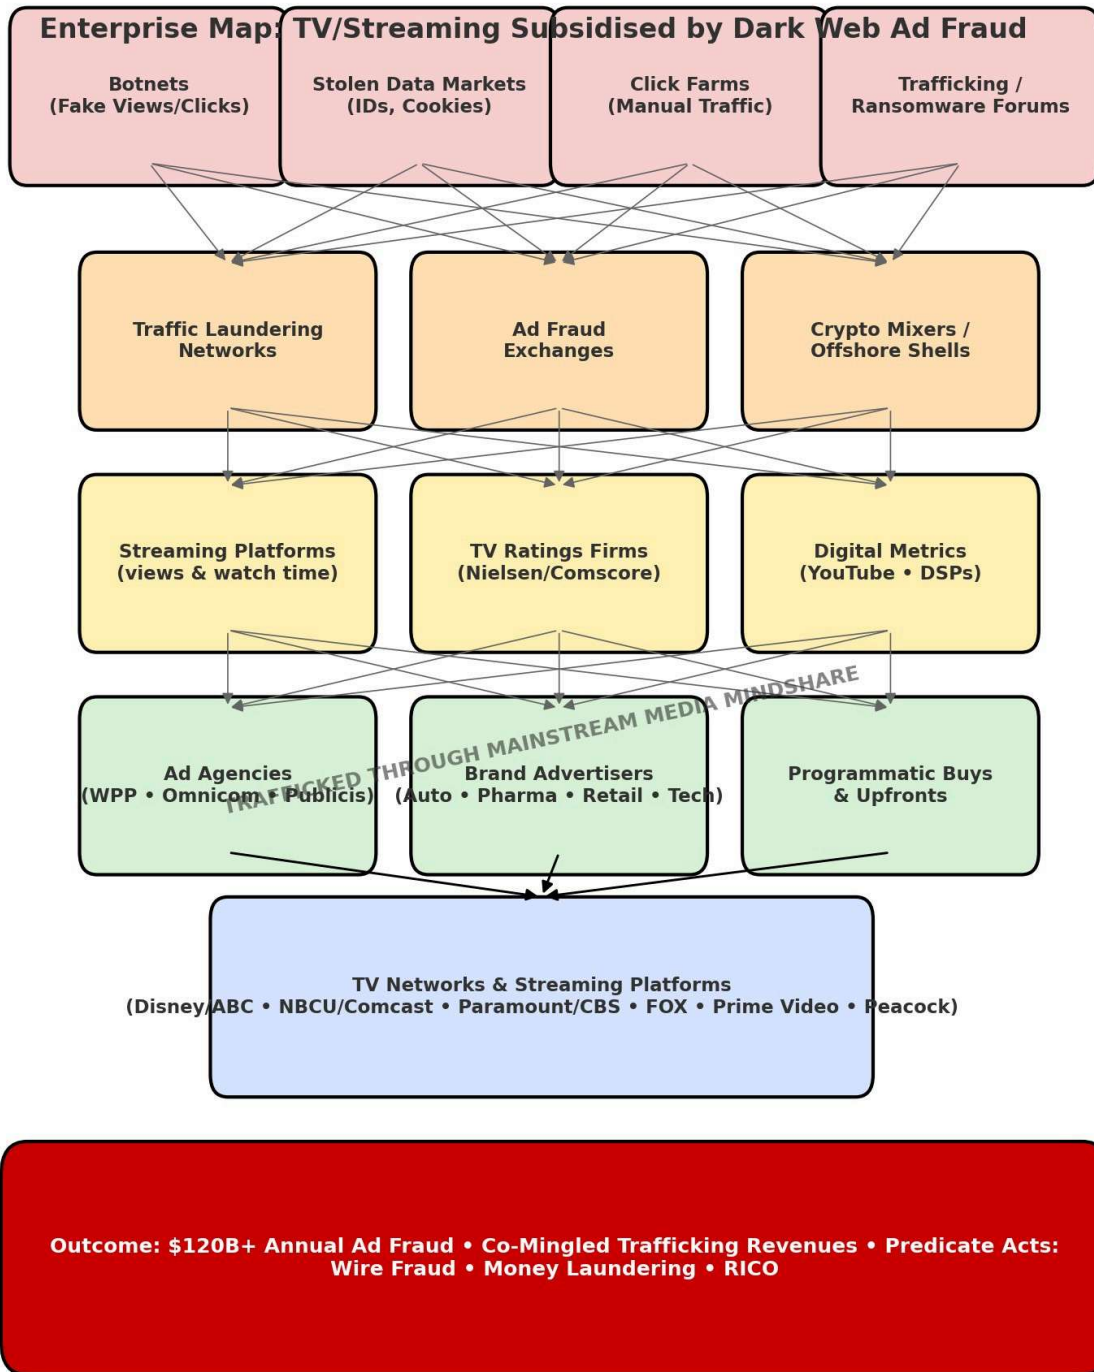 Enterprise Map: TV/Streaming Subsidised by Dark Web Ad Fraud
Botnets
(Fake Views/Clicks)
Stolen Data Markets
(IDs, Cookies)
Click Farms
(Manual Traffic)
Trafficking /
Ransomware Forums
Traffic Laundering
Networks
Ad Fraud
Exchanges
Crypto Mixers /
Offshore Shells
Streaming Platforms
(views & watch time)
TV Ratings Firms
(Nielsen/Comscore)
Digital Metrics
(YouTube • DSPs)
TRAFFICKED THROUGH MAINSTREAM MEDIA MINDSHARE
Ad Agencies
(WPP • Omnicom • Publicis)
Brand Advertisers
(Auto • Pharma • Retail • Tech)
Programmatic Buys
& Upfronts
TV Networks & Streaming Platforms
(Disney/ABC • NBCU/Comcast • Paramount/CBS • FOX • Prime Video • Peacock)
Outcome: $120B+ Annual Ad Fraud • Co-Mingled Trafficking Revenues • Predicate Acts:
Wire Fraud • Money Laundering • RICO